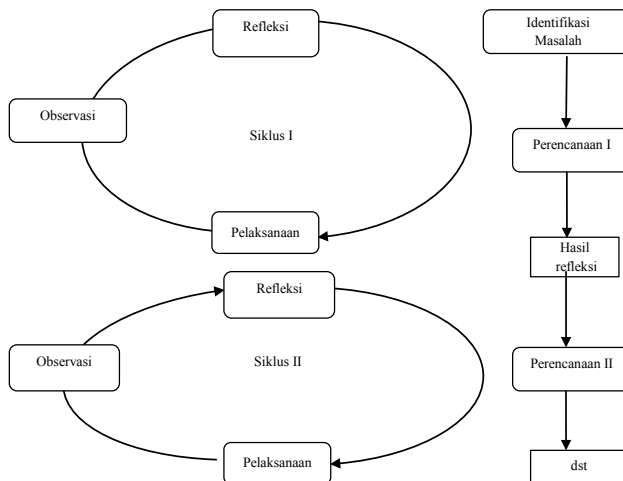 Refleksi
Identifikasi
Masalah
Observasi
Siklus I
Perencanaan I
Pelaksanaan
Hasil
refleksi
Refleksi
Observasi
Siklus II
Perencanaan II
Pelaksanaan
dst